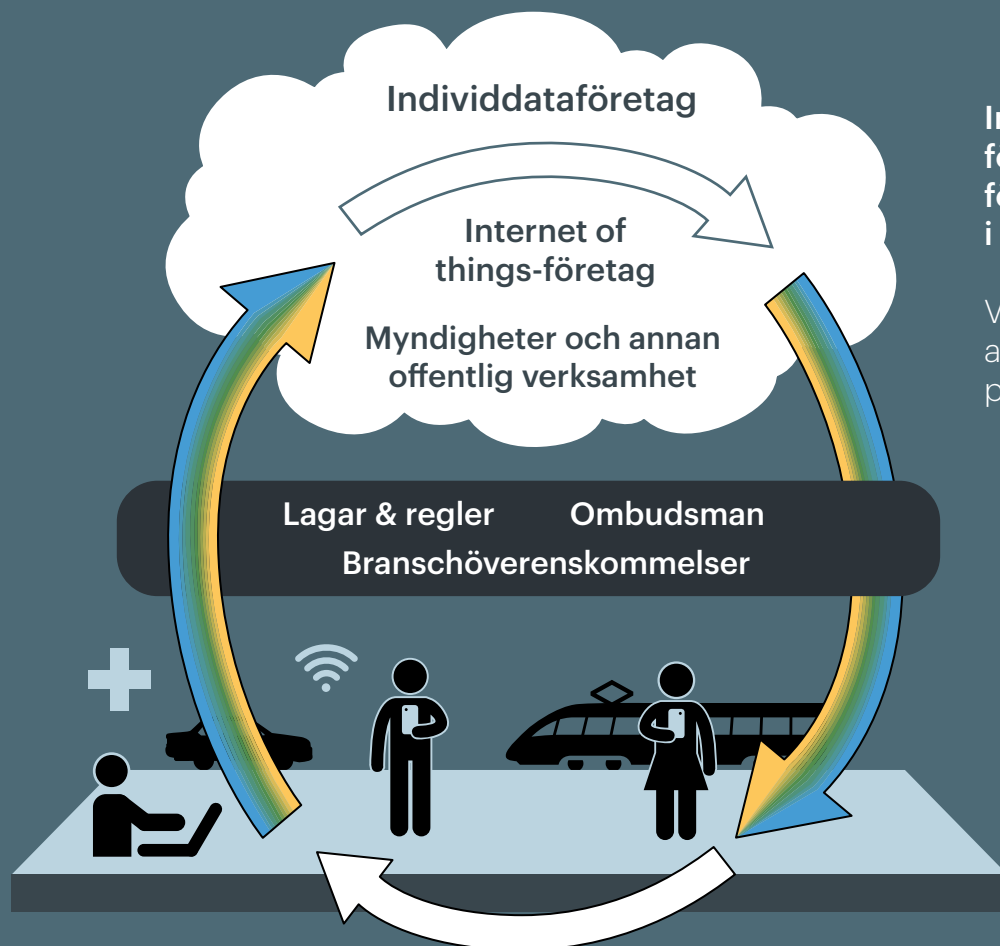 Individdataföretag
Internet of
things-företag
Myndigheter och annan
offentlig verksamhet
Lagar & regler Ombudsman
Branschöverenskommelser
i